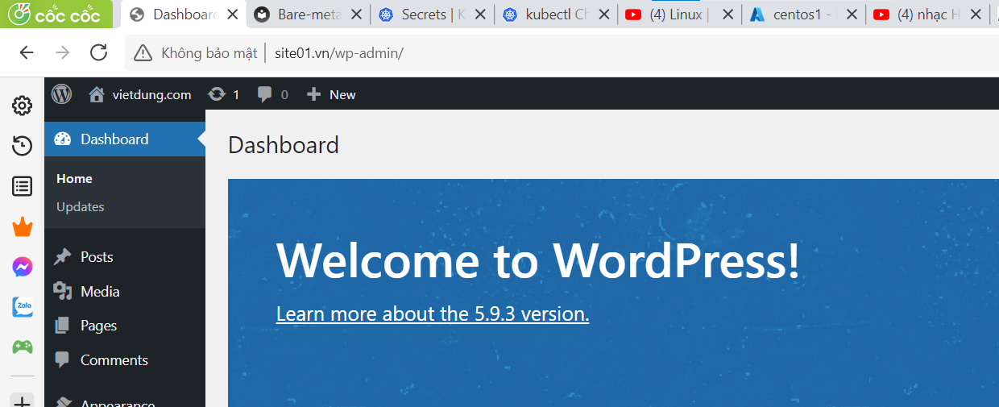 cốc cốc
Dashboard
Bare-meta
Secrets | K
kubectl Ch
(4) Linux |
centos1 -
(4) nhạc H
Không bảo mật | site01.vn/wp-admin/
vietdung.com 1 0 New
Dashboard
Home
Updates
Posts
Media
Pages
Comments
Appearance
Zalo
Dashboard
Welcome to WordPress!
Learn more about the 5.9.3 version.